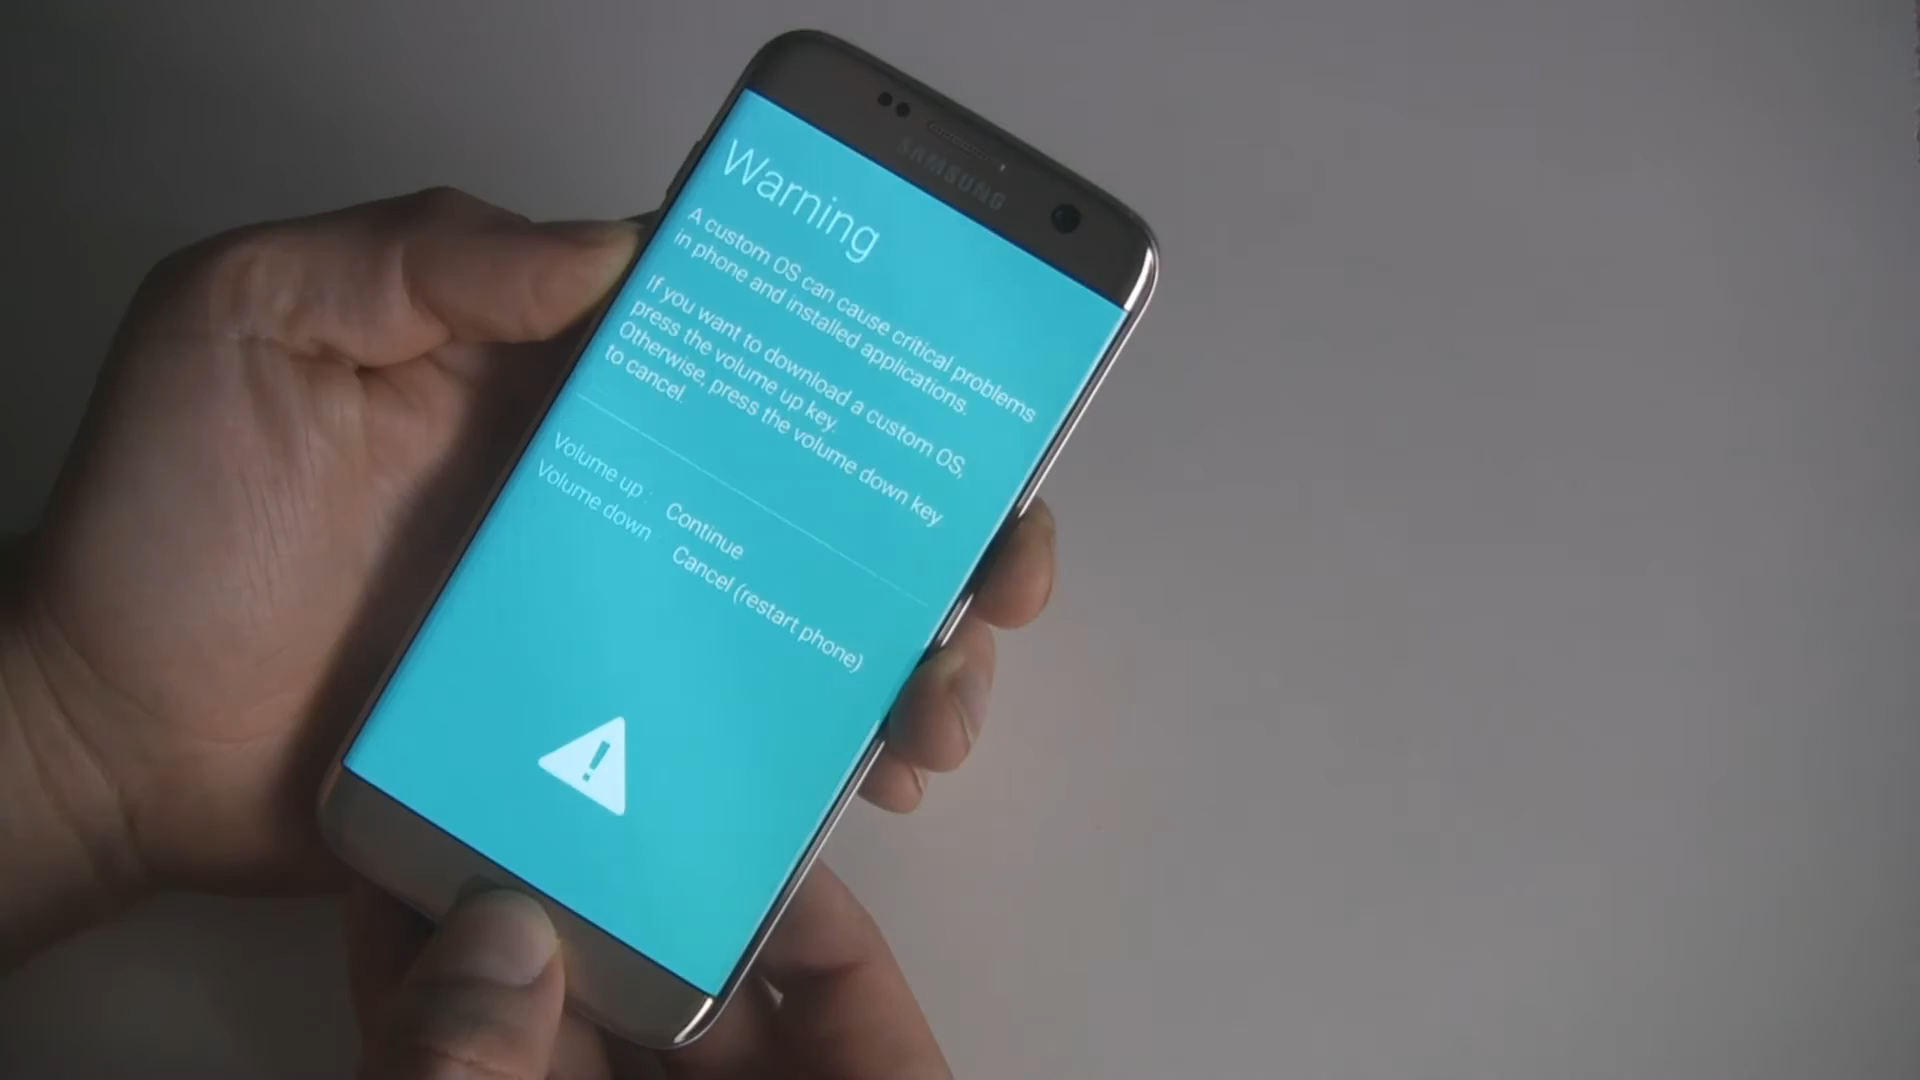 SAMSUNG
Warning
A custom OS can cause critical problems
in phone and installed applications.
If you want to download a custom OS,
press the volume up key.
Otherwise, press the volume down key
to cancel.
Volume up : Continue
Volume down : Cancel (restart phone)